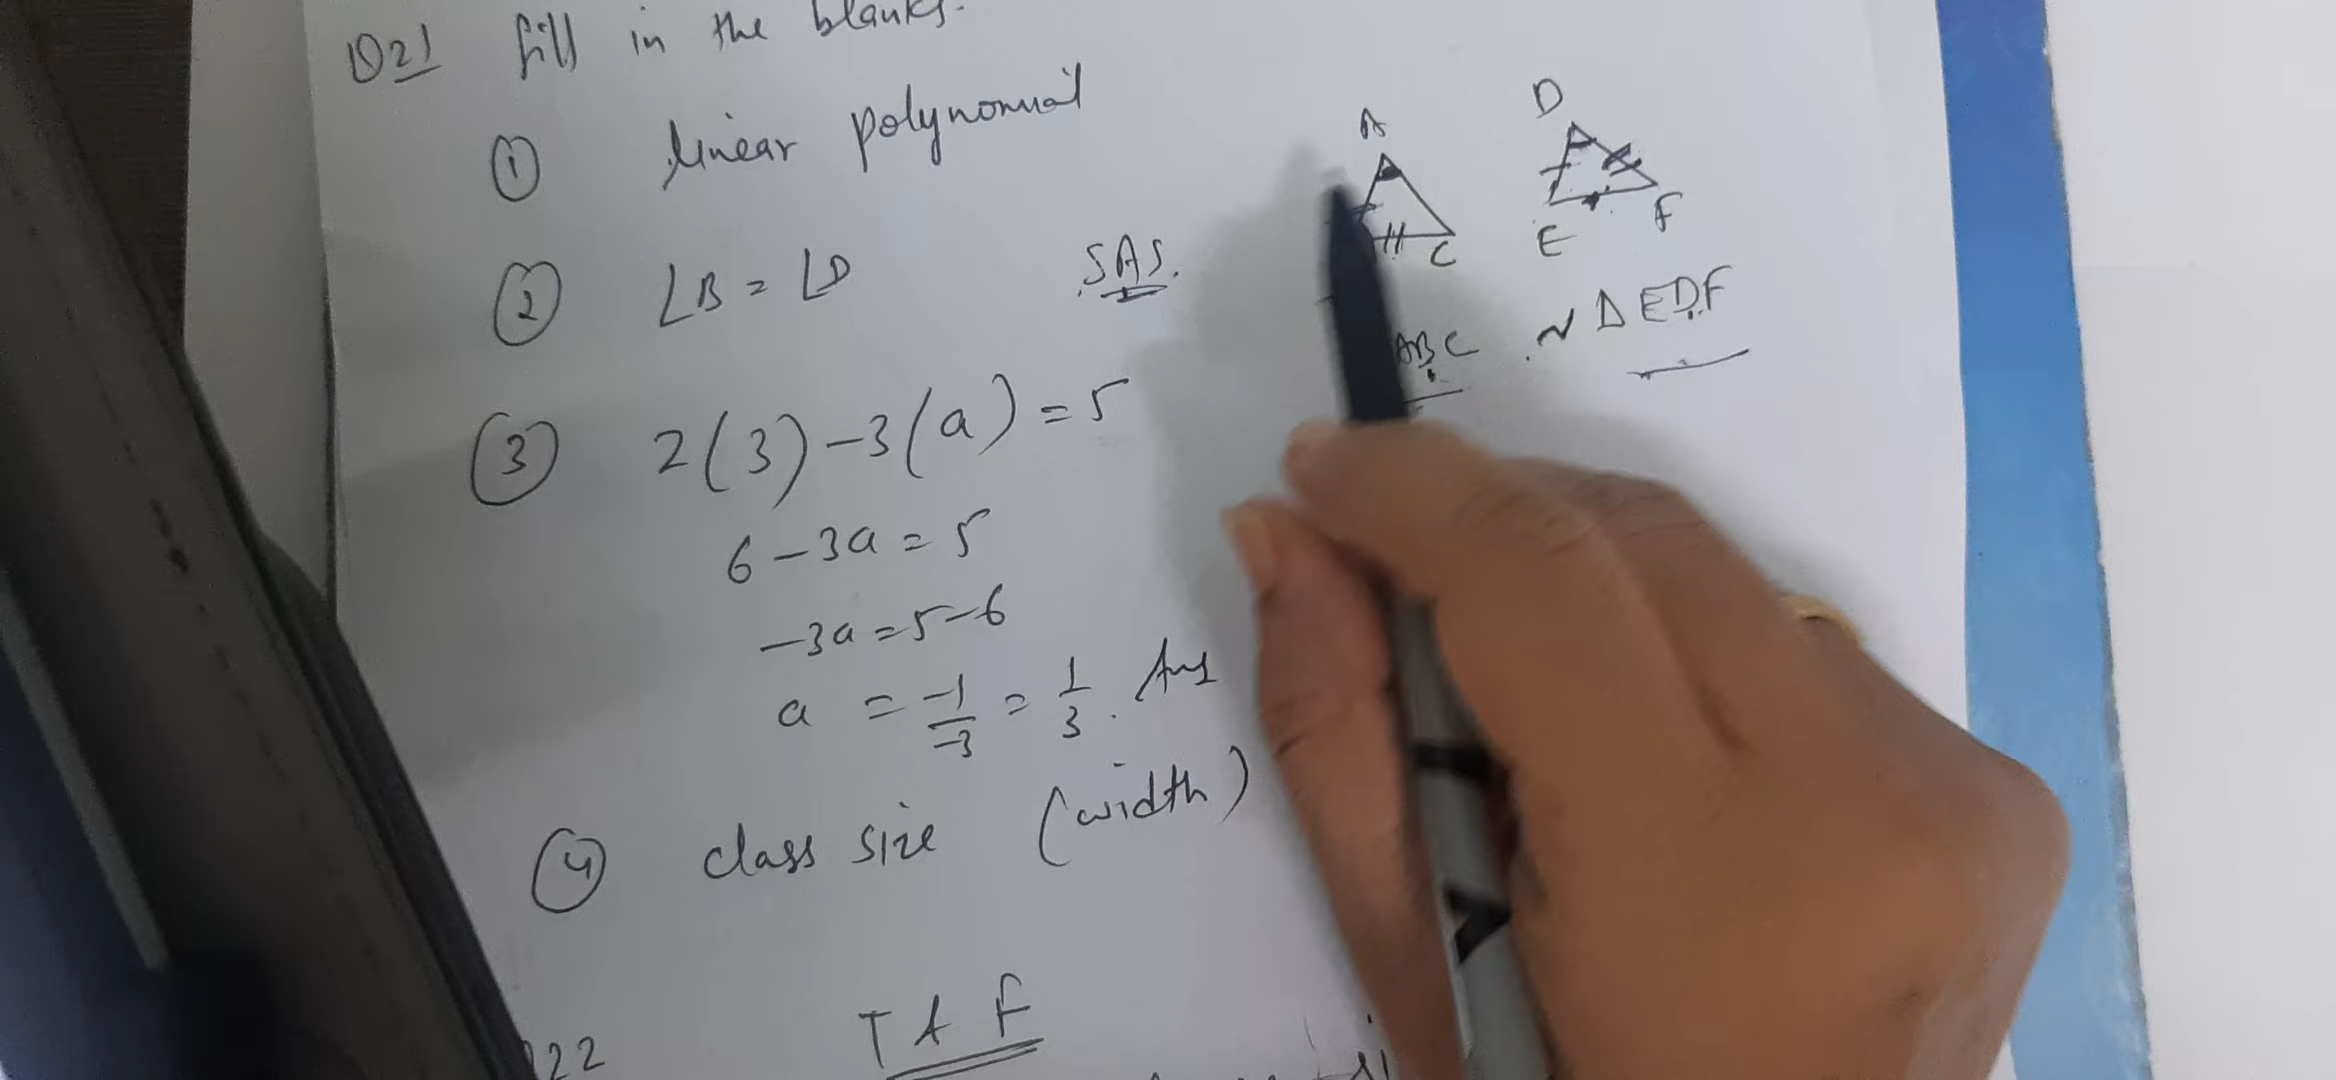 Q21 fill in the blanks.
① linear polynomial
② ∠B = ∠D SAS.
A
C
D
E
F
ABC ~ Δ EDF
③ 2(3) - 3(a) = 5
6 - 3a = 5
-3a = 5 - 6
a = -1/-3 = 1/3. Ans
④ class size (width)
22 T & F